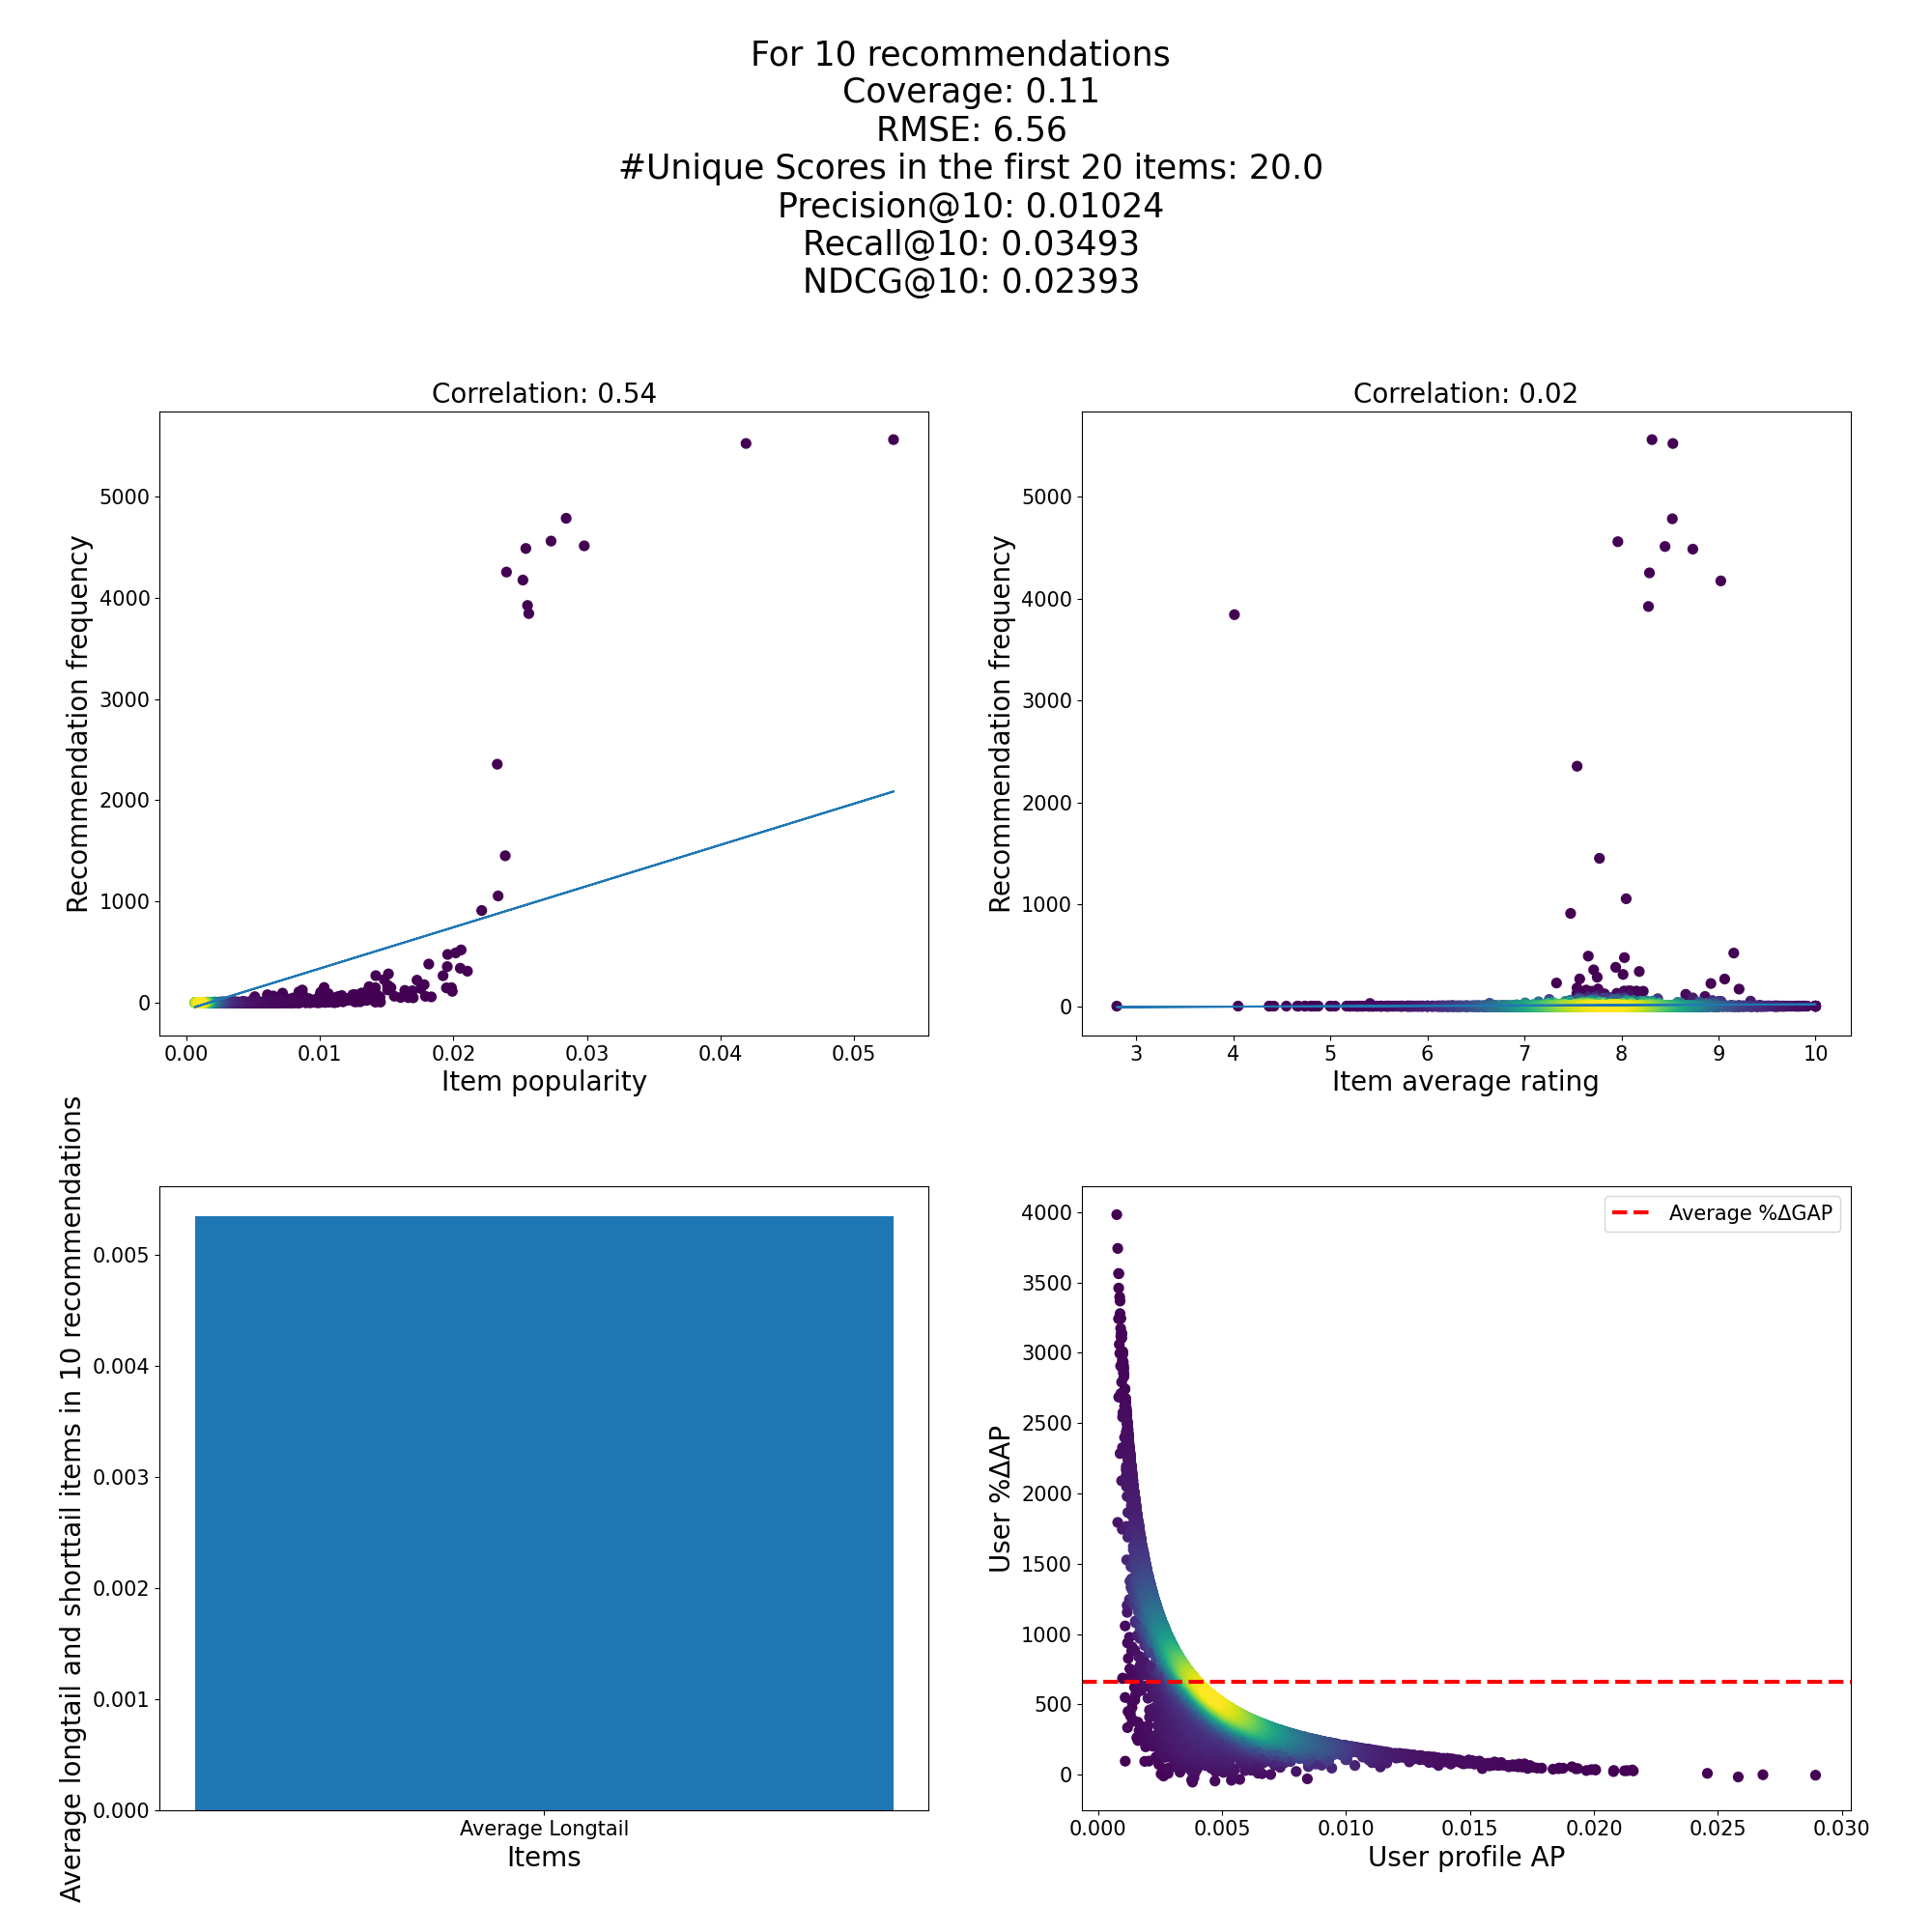 For 10 recommendations
Coverage: 0.11
RMSE: 6.56
#Unique Scores in the first 20 items: 20.0
Precision@10: 0.01024
Recall@10: 0.03493
NDCG@10: 0.02393
Correlation: 0.54
Recommendation frequency
5000
4000
3000
2000
1000
0
0.00 0.01 0.02 0.03 0.04 0.05
Item popularity
Correlation: 0.02
Recommendation frequency
5000
4000
3000
2000
1000
0
3 4 5 6 7 8 9 10
Item average rating
Average longtail and shorttail items in 10 recommendations
0.005
0.004
0.003
0.002
0.001
0.000
Average Longtail
Items
Average %ΔGAP
User %ΔAP
4000
3500
3000
2500
2000
1500
1000
500
0
0.000 0.005 0.010 0.015 0.020 0.025 0.030
User profile AP